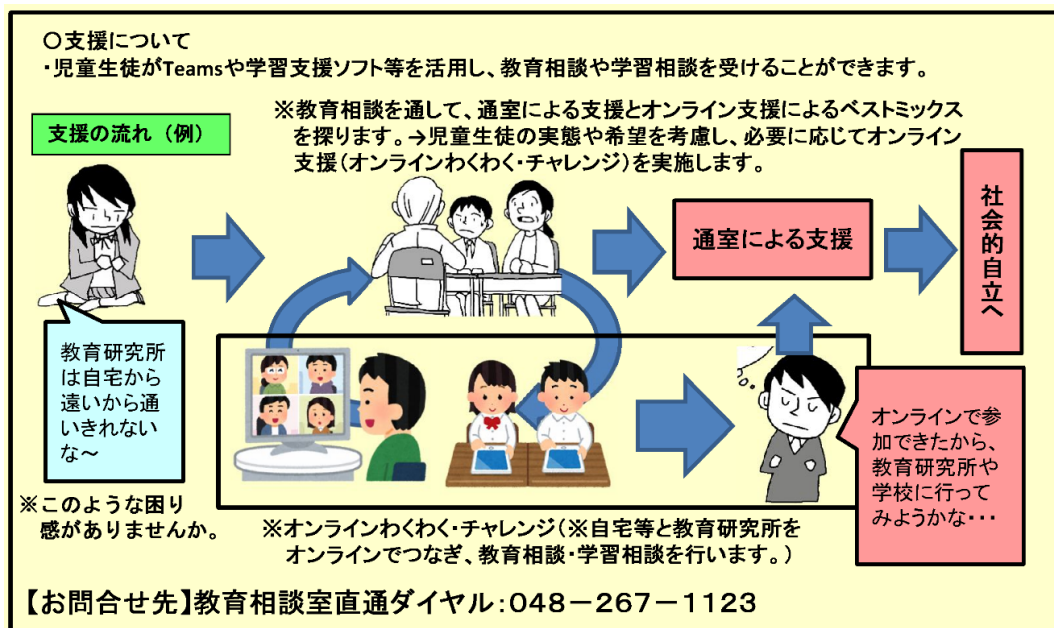 〇支援について
・児童生徒がTeamsや学習支援ソフト等を活用し、教育相談や学習相談を受けることができます。
※教育相談を通して、通室による支援とオンライン支援によるベストミックス
を探ります。→児童生徒の実態や希望を考慮し、必要に応じてオンライン
支援(オンラインわくわく・チャレンジ)を実施します。
支援の流れ（例）
通室による支援
社会的自立へ
教育研究所
は自宅から
遠いから通
いきれない
な～
※このような困り
感がありませんか。
オンラインで参
加できたから、
教育研究所や
学校に行って
みようかな・・・
※オンラインわくわく・チャレンジ(※自宅等と教育研究所を
オンラインでつなぎ、教育相談・学習相談を行います。)
【お問合せ先】教育相談室直通ダイヤル：０４８－２６７－１１２３